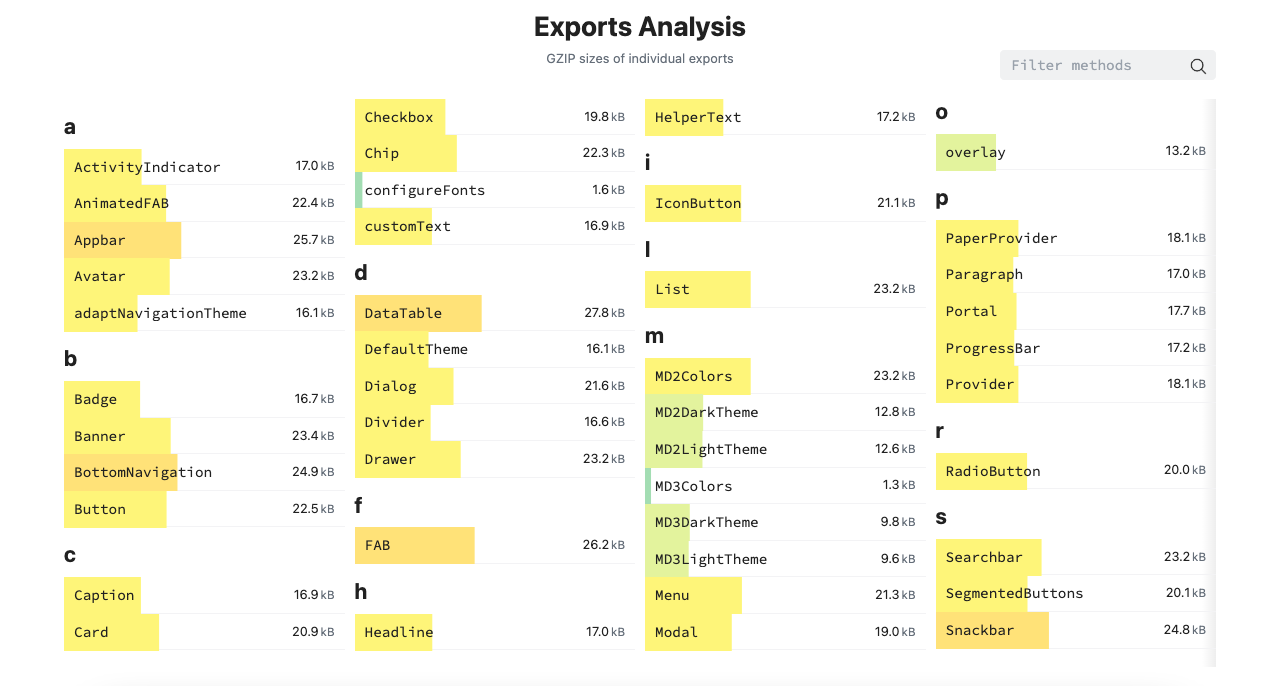 Exports Analysis
GZIP sizes of individual exports
Filter methods
a
ActivityIndicator 17.0 kB
AnimatedFAB 22.4 kB
Appbar 25.7 kB
Avatar 23.2 kB
adaptNavigationTheme 16.1 kB
b
Badge 16.7 kB
Banner 23.4 kB
BottomNavigation 24.9 kB
Button 22.5 kB
c
Caption 16.9 kB
Card 20.9 kB
Checkbox 19.8 kB
Chip 22.3 kB
configureFonts 1.6 kB
customText 16.9 kB
d
DataTable 27.8 kB
DefaultTheme 16.1 kB
Dialog 21.6 kB
Divider 16.6 kB
Drawer 23.2 kB
f
FAB 26.2 kB
h
Headline 17.0 kB
HelperText 17.2 kB
i
IconButton 21.1 kB
l
List 23.2 kB
m
MD2Colors 23.2 kB
MD2DarkTheme 12.8 kB
MD2LightTheme 12.6 kB
MD3Colors 1.3 kB
MD3DarkTheme 9.8 kB
MD3LightTheme 9.6 kB
Menu 21.3 kB
Modal 19.0 kB
o
overlay 13.2 kB
p
PaperProvider 18.1 kB
Paragraph 17.0 kB
Portal 17.7 kB
ProgressBar 17.2 kB
Provider 18.1 kB
r
RadioButton 20.0 kB
s
Searchbar 23.2 kB
SegmentedButtons 20.1 kB
Snackbar 24.8 kB